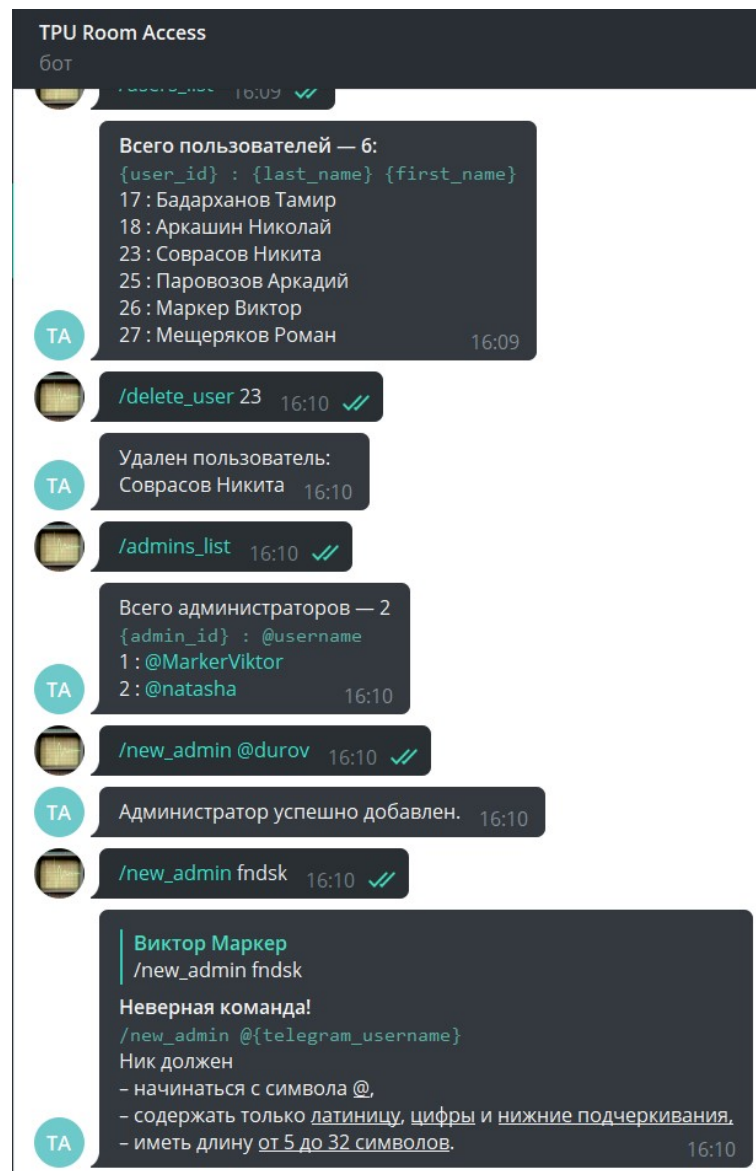 TPU Room Access
бот
/users_list 16:09
Всего пользователей — 6:
{user_id} : {last_name} {first_name}
17 : Бадарханов Тамир
18 : Аркашин Николай
23 : Соврасов Никита
25 : Паровозов Аркадий
26 : Маркер Виктор
27 : Мещеряков Роман
TA
16:09
/delete_user 23 16:10
Удален пользователь:
Соврасов Никита 16:10
TA
/admins_list 16:10
Всего администраторов — 2
{admin_id} : @username
1 : @MarkerViktor
2 : @natasha 16:10
TA
/new_admin @durov 16:10
TA Администратор успешно добавлен. 16:10
/new_admin fndsk 16:10
Виктор Маркер
/new_admin fndsk
Неверная команда!
/new_admin @{telegram_username}
Ник должен
– начинаться с символа @,
– содержать только латиницу, цифры и нижние подчеркивания,
– иметь длину от 5 до 32 символов. 16:10
TA